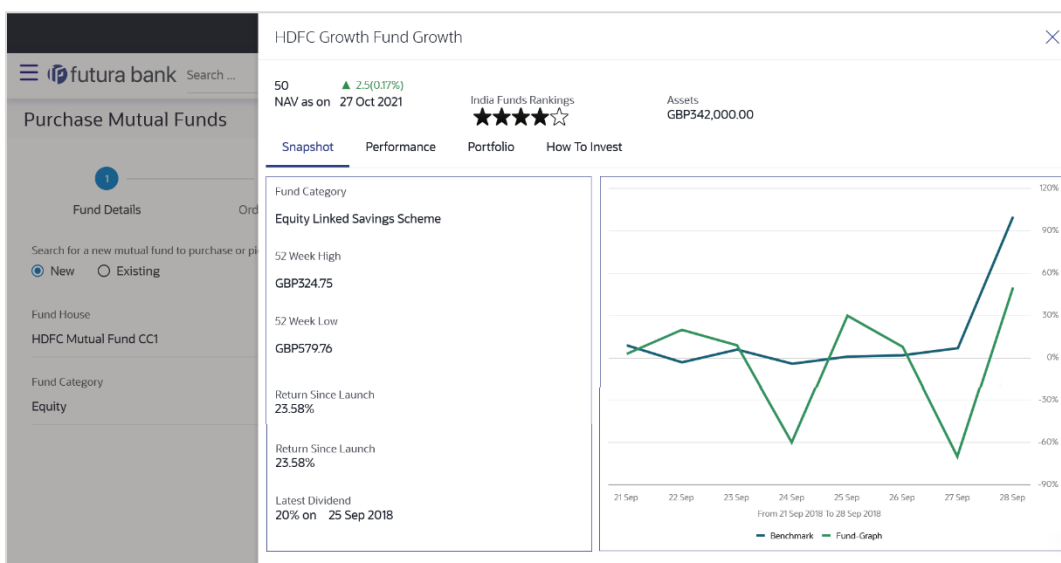 HDFC Growth Fund Growth
futura bank Search ...
50 ▲ 2.5(0.17%)
NAV as on 27 Oct 2021
India Funds Rankings
Assets
GBP342,000.00
Purchase Mutual Funds
Snapshot Performance Portfolio How To Invest
1
Fund Details Ord
Search for a new mutual fund to purchase or pi
New Existing
Fund House
HDFC Mutual Fund CC1
Fund Category
Equity
Fund Category
Equity Linked Savings Scheme
52 Week High
GBP324.75
52 Week Low
GBP579.76
Return Since Launch
23.58%
Return Since Launch
23.58%
Latest Dividend
20% on 25 Sep 2018
120%
90%
60%
30%
0%
-30%
-60%
-90%
21 Sep 22 Sep 23 Sep 24 Sep 25 Sep 26 Sep 27 Sep 28 Sep
From 21 Sep 2018 To 28 Sep 2018
Benchmark Fund-Graph